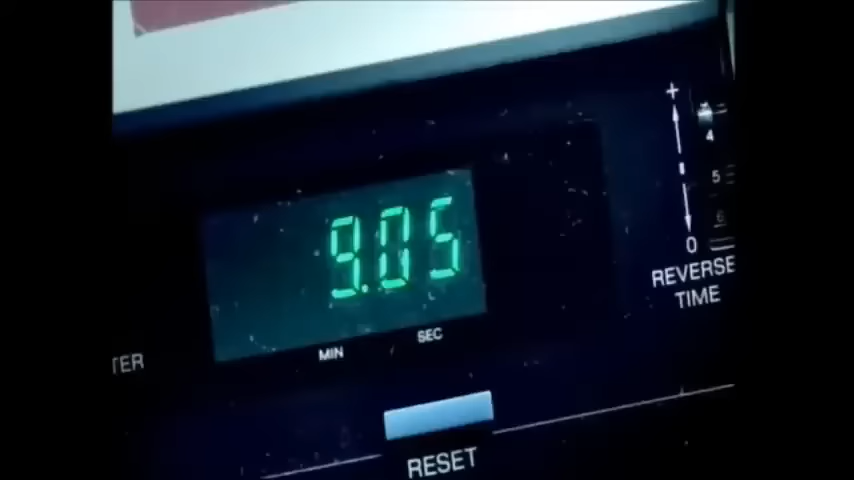 +
4
5
6
0
REVERSE
TIME
9.05
MIN SEC
TER
RESET